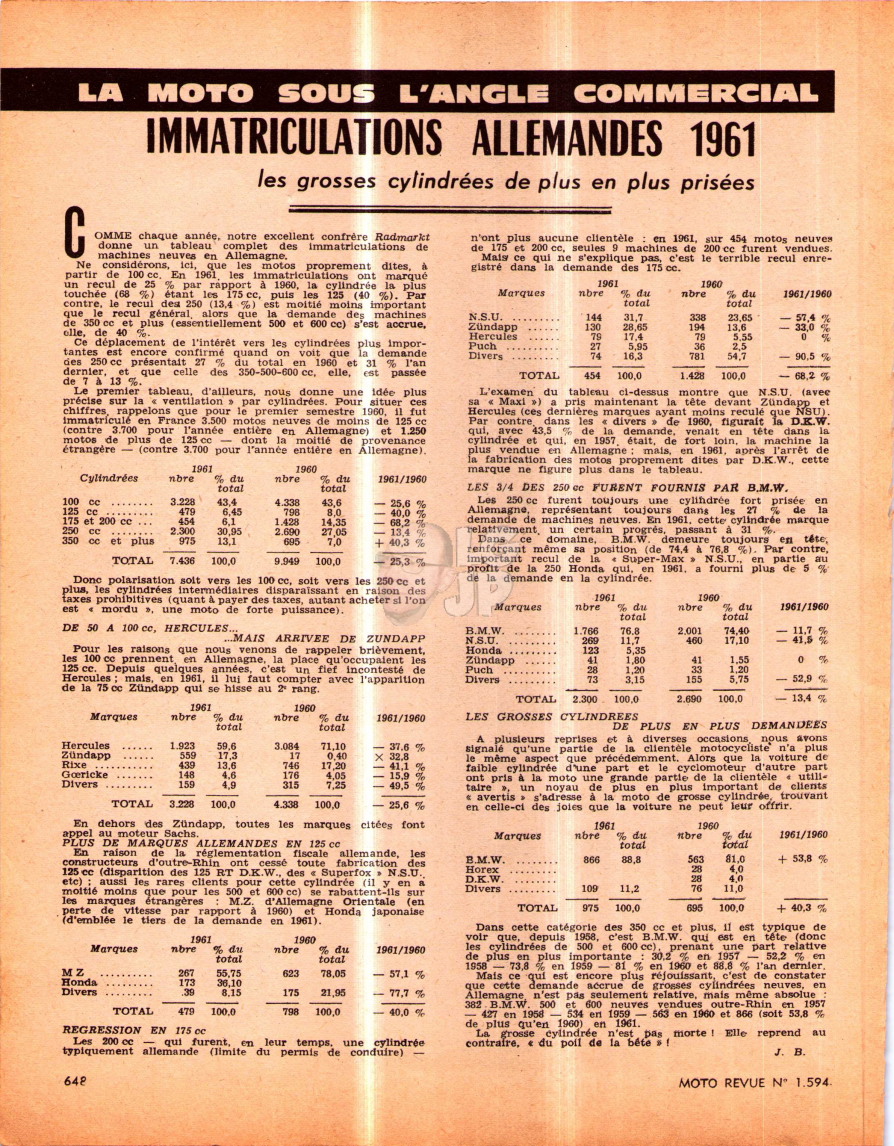 LA MOTO SOUS L'ANGLE COMMERCIAL
IMMATRICULATIONS ALLEMANDES 1961
les grosses cylindrées de plus en plus prisées
COMME chaque année, notre excellent confrère Radmarkt
donne un tableau complet des immatriculations de
machines neuves en Allemagne.
Ne considérons, ici, que les motos proprement dites, à
partir de 100 cc. En 1961, les immatriculations ont marqué
un recul de 25 % par rapport à 1960, la cylindrée la plus
touchée (68 %) étant les 175 cc, puis les 125 (40 %). Par
contre, le recul des 250 (13,4 %) est moitié moins important
que le recul général, alors que la demande des machines
de 350 cc et plus (essentiellement 500 et 600 cc) s'est accrue,
elle, de 40 %.
Ce déplacement de l'intérêt vers les cylindrées plus impor-
tantes est encore confirmé quand on voit que la demande
des 250 cc présentait 27 % du total en 1960 et 31 % l'an
dernier, et que celle des 350-500-600 cc, elle, est passée
de 7 à 13 %.
Le premier tableau, d'ailleurs, nous donne une idée plus
précise sur la « ventilation » par cylindrées. Pour situer ces
chiffres, rappelons que pour le premier semestre 1960, il fut
immatriculé en France 3.500 motos neuves de moins de 125 cc
(contre 3.700 pour l'année entière en Allemagne) et 1.250
motos de plus de 125 cc — dont la moitié de provenance
étrangère — (contre 3.700 pour l'année entière en Allemagne).
1961 1960
Cylindrées nbre % du nbre % du 1961/1960
total total
100 cc ........ 3.228 43,4 4.338 43,6 — 25,6 %
125 cc ......... 479 6,45 798 8,0 — 40,0 %
175 et 200 cc ... 454 6,1 1.428 14,35 — 68,2 %
250 cc ........ 2.300 30,95 2.690 27,05 — 13,4 %
350 cc et plus 975 13,1 695 7,0 + 40,3 %
TOTAL 7.436 100,0 9.949 100,0 — 25,3 %
Donc polarisation soit vers les 100 cc, soit vers les 250 cc et
plus, les cylindrées intermédiaires disparaissant en raison des
taxes prohibitives (quant à payer des taxes, autant acheter si l'on
est « mordu », une moto de forte puissance).
DE 50 A 100 cc, HERCULES...
...MAIS ARRIVEE DE ZUNDAPP
Pour les raisons que nous venons de rappeler brièvement,
les 100 cc prennent, en Allemagne, la place qu'occupaient les
125 cc. Depuis quelques années, c'est un fief incontesté de
Hercules ; mais, en 1961, il lui faut compter avec l'apparition
de la 75 cc Zündapp qui se hisse au 2e rang.
1961 1960
Marques nbre % du nbre % du 1961/1960
total total
Hercules ...... 1.923 59,6 3.084 71,10 — 37,6 %
Zündapp ...... 559 17,3 17 0,40 × 32,8
Rixe .......... 439 13,6 746 17,20 — 41,1 %
Gœricke ....... 148 4,6 176 4,05 — 15,9 %
Divers ......... 159 4,9 315 7,25 — 49,5 %
TOTAL 3.228 100,0 4.338 100,0 — 25,6 %
En dehors des Zündapp, toutes les marques citées font
appel au moteur Sachs.
PLUS DE MARQUES ALLEMANDES EN 125 cc
En raison de la réglementation fiscale allemande, les
constructeurs d'outre-Rhin ont cessé toute fabrication des
125 cc (disparition des 125 RT D.K.W., des « Superfox » N.S.U.,
etc) ; aussi les rares clients pour cette cylindrée (il y en a
moitié moins que pour les 500 et 600 cc) se rabattent-ils sur
les marques étrangères : M.Z. d'Allemagne Orientale (en
perte de vitesse par rapport à 1960) et Honda japonaise
(d'emblée le tiers de la demande en 1961).
1961 1960
Marques nbre % du nbre % du 1961/1960
total total
M Z .......... 267 55,75 623 78,05 — 57,1 %
Honda ........ 173 36,10
Divers ........ 39 8,15 175 21,95 — 77,7 %
TOTAL 479 100,0 798 100,0 — 40,0 %
REGRESSION EN 175 cc
Les 200 cc — qui furent, en leur temps, une cylindrée
typiquement allemande (limite du permis de conduire) —
n'ont plus aucune clientèle : en 1961, sur 454 motos neuves
de 175 et 200 cc, seules 9 machines de 200 cc furent vendues.
Mais ce qui ne s'explique pas, c'est le terrible recul enre-
gistré dans la demande des 175 cc.
1961 1960
Marques nbre % du nbre % du 1961/1960
total total
N.S.U. ......... 144 31,7 338 23,65 — 57,4 %
Zündapp ...... 130 28,65 194 13,6 — 33,0 %
Hercules ...... 79 17,4 79 5,55 0 %
Puch .......... 27 5,95 36 2,5
Divers ......... 74 16,3 781 54,7 — 90,5 %
TOTAL 454 100,0 1.428 100,0 — 68,2 %
L'examen du tableau ci-dessus montre que N.S.U. (avec
sa « Maxi ») a pris maintenant la tête devant Zündapp et
Hercules (ces dernières marques ayant moins reculé que NSU).
Par contre, dans les « divers » de 1960, figurait la D.K.W.
qui, avec 43,5 % de la demande, venait en tête dans la
cylindrée et qui, en 1957, était, de fort loin, la machine la
plus vendue en Allemagne ; mais, en 1961, après l'arrêt de
la fabrication des motos proprement dites par D.K.W., cette
marque ne figure plus dans le tableau.
LES 3/4 DES 250 cc FURENT FOURNIS PAR B.M.W.
Les 250 cc furent toujours une cylindrée fort prisée en
Allemagne, représentant toujours dans les 27 % de la
demande de machines neuves. En 1961, cette cylindrée marque
relativement, un certain progrès, passant à 31 %.
Dans ce domaine, B.M.W. demeure toujours en tête,
renforçant même sa position (de 74,4 à 76,8 %). Par contre,
important recul de la « Super-Max » N.S.U., en partie au
profit de la 250 Honda qui, en 1961, a fourni plus de 5 %
de la demande en la cylindrée.
1961 1960
Marques nbre % du nbre % du 1961/1960
total total
B.M.W. ........ 1.766 76,8 2.001 74,40 — 11,7 %
N.S.U. ........ 269 11,7 460 17,10 — 41,5 %
Honda ........ 123 5,35
Zündapp ...... 41 1,80 41 1,55 0 %
Puch .......... 28 1,20 33 1,20
Divers ......... 73 3,15 155 5,75 — 52,9 %
TOTAL 2.300 100,0 2.690 100,0 — 13,4 %
LES GROSSES CYLINDREES
DE PLUS EN PLUS DEMANDÉES
A plusieurs reprises et à diverses occasions nous avons
signalé qu'une partie de la clientèle motocycliste n'a plus
le même aspect que précédemment. Alors que la voiture de
faible cylindrée d'une part et le cyclomoteur d'autre part
ont pris à la moto une grande partie de la clientèle « utili-
taire », un noyau de plus en plus important de clients
« avertis » s'adresse à la moto de grosse cylindrée, trouvant
en celle-ci des joies que la voiture ne peut leur offrir.
1961 1960
Marques nbre % du nbre % du 1961/1960
total total
B.M.W. ........ 866 88,8 563 81,0 + 53,8 %
Horex ......... 28 4,0
D.K.W. ........ 28 4,0
Divers ......... 109 11,2 76 11,0
TOTAL 975 100,0 695 100,0 + 40,3 %
Dans cette catégorie des 350 cc et plus, il est typique de
voir que, depuis 1958, c'est B.M.W. qui est en tête (donc
les cylindrées de 500 et 600 cc), prenant une part relative
de plus en plus importante : 30,2 % en 1957 — 52,2 % en
1958 — 73,8 % en 1959 — 81 % en 1960 et 88,8 % l'an dernier.
Mais ce qui est encore plus réjouissant, c'est de constater
que cette demande accrue de grosses cylindrées neuves, en
Allemagne, n'est pas seulement relative, mais même absolue :
382 B.M.W. 500 et 600 neuves vendues outre-Rhin en 1957
— 427 en 1958 — 534 en 1959 — 563 en 1960 et 866 (soit 53,8 %
de plus qu'en 1960) en 1961.
La grosse cylindrée n'est pas morte ! Elle reprend au
contraire, « du poil de la bête » !
J. B.
648
MOTO REVUE N° 1.594